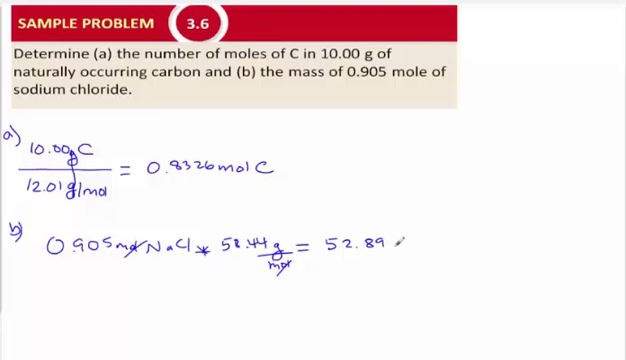 SAMPLE PROBLEM 3.6
Determine (a) the number of moles of C in 10.00 g of
naturally occurring carbon and (b) the mass of 0.905 mole of
sodium chloride.
a)
10.00g C
12.01 g/mol
= 0.8326 mol C
b)
0.905 mol NaCl * 58.44 g/mol = 52.89